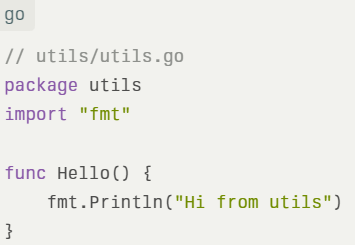 go
// utils/utils.go
package utils
import "fmt"

func Hello() {
    fmt.Println("Hi from utils")
}